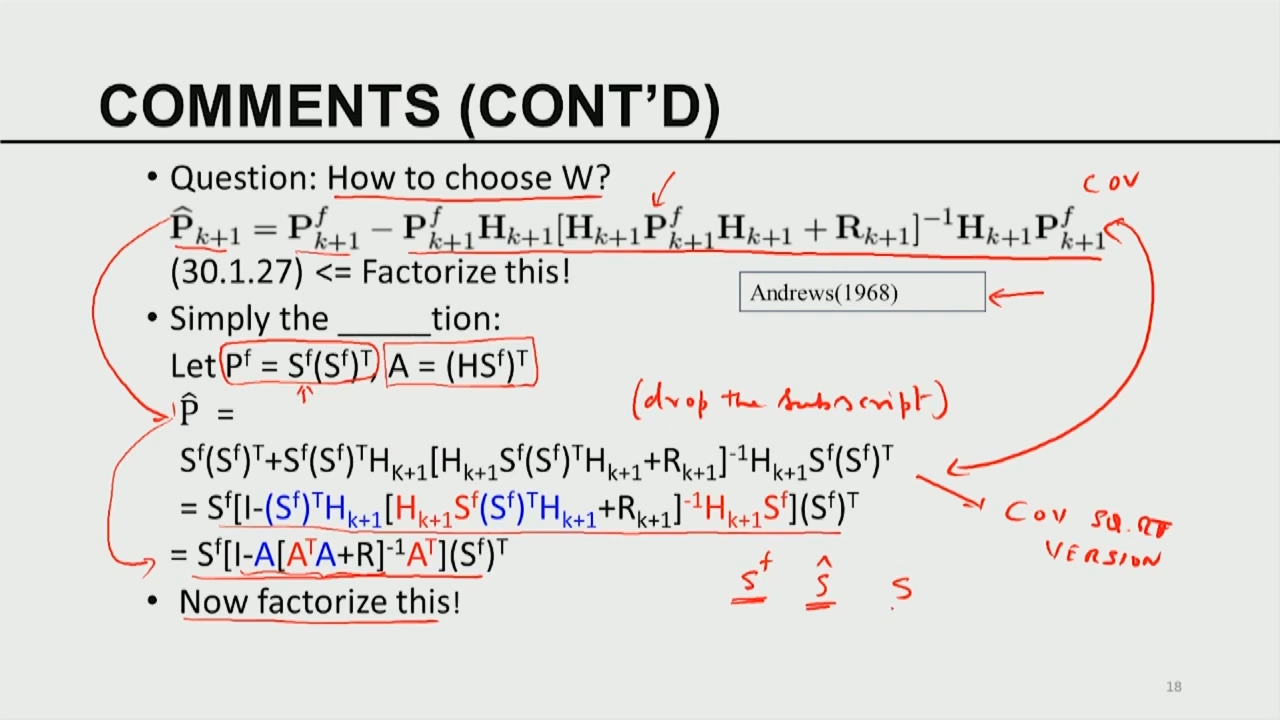 COMMENTS (CONT'D)
• Question: How to choose W?
COV
P̂ₖ₊₁ = Pᶠₖ₊₁ − Pᶠₖ₊₁Hₖ₊₁[Hₖ₊₁Pᶠₖ₊₁Hₖ₊₁ + Rₖ₊₁]⁻¹Hₖ₊₁Pᶠₖ₊₁
(30.1.27) <= Factorize this!
Andrews(1968)
• Simply the ______tion:
Let Pᶠ = Sᶠ(Sᶠ)ᵀ, A = (HSᶠ)ᵀ
(drop the subscript)
P̂ =
Sᶠ(Sᶠ)ᵀ+Sᶠ(Sᶠ)ᵀH_K+1[Hₖ₊₁Sᶠ(Sᶠ)ᵀHₖ₊₁+Rₖ₊₁]⁻¹Hₖ₊₁Sᶠ(Sᶠ)ᵀ
= Sᶠ[I-(Sᶠ)ᵀHₖ₊₁[Hₖ₊₁Sᶠ(Sᶠ)ᵀHₖ₊₁+Rₖ₊₁]⁻¹Hₖ₊₁Sᶠ](Sᶠ)ᵀ
COV SQ.RT
VERSION
= Sᶠ[I-A[AᵀA+R]⁻¹Aᵀ](Sᶠ)ᵀ
Sᶠ Ŝ S
• Now factorize this!
18